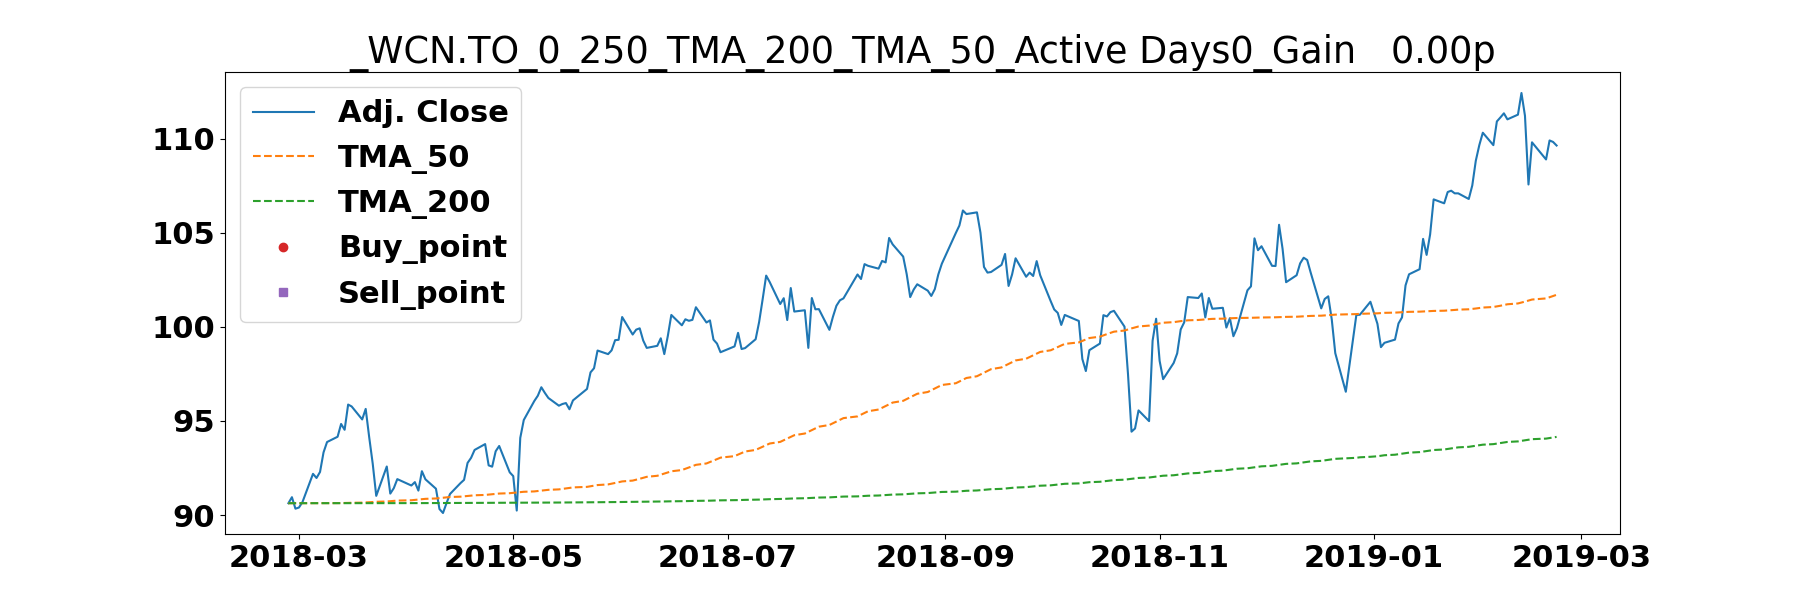 _WCN.TO_0_250_TMA_200_TMA_50_Active Days0_Gain   0.00p
Adj. Close
TMA_50
TMA_200
Buy_point
Sell_point
110
105
100
95
90
2018-03 2018-05 2018-07 2018-09 2018-11 2019-01 2019-03